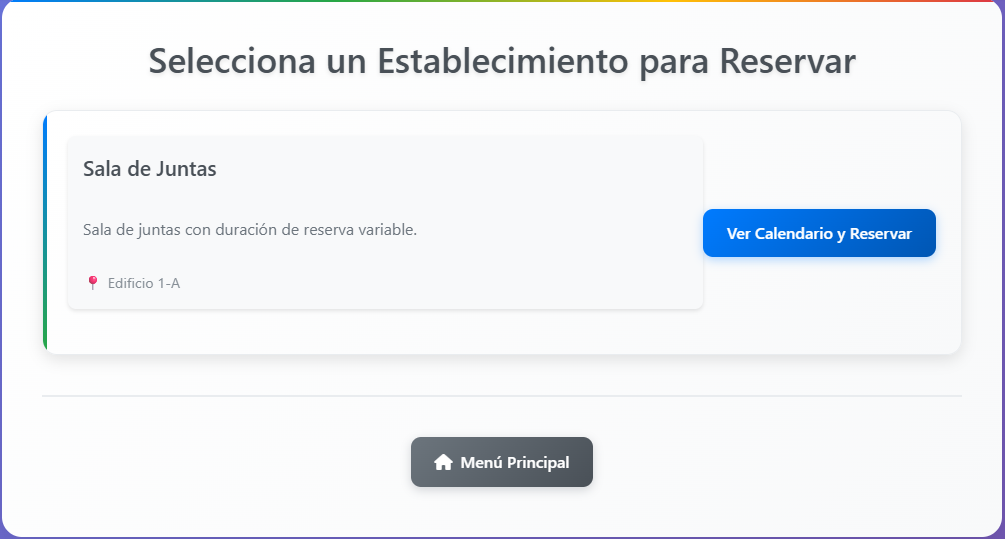 Selecciona un Establecimiento para Reservar
Sala de Juntas
Sala de juntas con duración de reserva variable.
Edificio 1-A
Ver Calendario y Reservar
Menú Principal